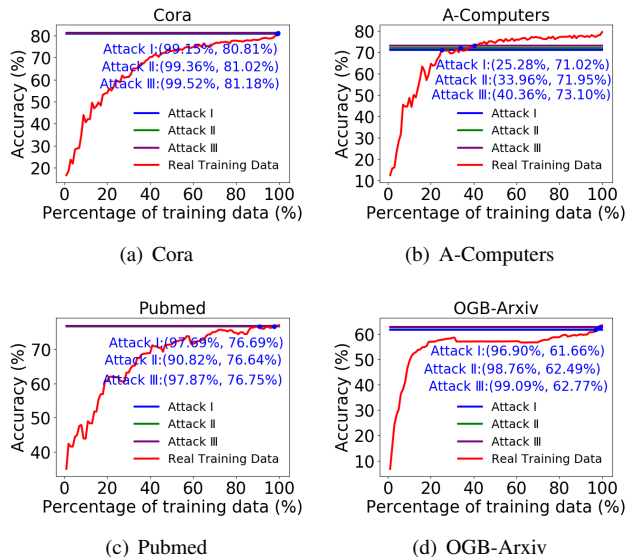 Cora
Accuracy (%)
80
70
60
50
40
30
20
Attack Ⅰ:(99.15%, 80.81%)
Attack Ⅱ:(99.36%, 81.02%)
Attack Ⅲ:(99.52%, 81.18%)
Attack Ⅰ
Attack Ⅱ
Attack Ⅲ
Real Training Data
0 20 40 60 80 100
Percentage of training data (%)
(a) Cora
A-Computers
Accuracy (%)
80
70
60
50
40
30
20
10
Attack Ⅰ:(25.28%, 71.02%)
Attack Ⅱ:(33.96%, 71.95%)
Attack Ⅲ:(40.36%, 73.10%)
Attack Ⅰ
Attack Ⅱ
Attack Ⅲ
Real Training Data
0 20 40 60 80 100
Percentage of training data (%)
(b) A-Computers
Pubmed
Accuracy (%)
70
60
50
40
Attack Ⅰ:(97.69%, 76.69%)
Attack Ⅱ:(90.82%, 76.64%)
Attack Ⅲ:(97.87%, 76.75%)
Attack Ⅰ
Attack Ⅱ
Attack Ⅲ
Real Training Data
0 20 40 60 80 100
Percentage of training data (%)
(c) Pubmed
OGB-Arxiv
Accuracy (%)
60
50
40
30
20
10
Attack Ⅰ:(96.90%, 61.66%)
Attack Ⅱ:(98.76%, 62.49%)
Attack Ⅲ:(99.09%, 62.77%)
Attack Ⅰ
Attack Ⅱ
Attack Ⅲ
Real Training Data
0 20 40 60 80 100
Percentage of training data (%)
(d) OGB-Arxiv